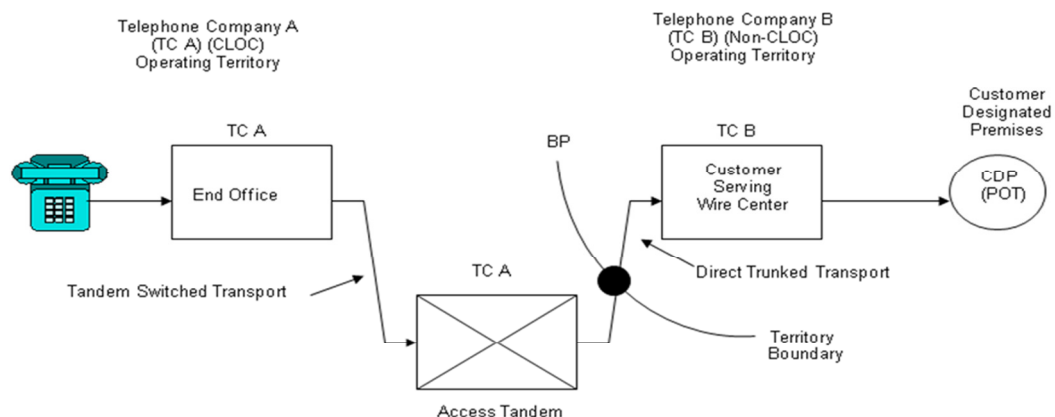 Telephone Company A
(TC A) (CLOC)
Operating Territory
Telephone Company B
(TC B) (Non-CLOC)
Operating Territory
Customer
Designated
Premises
TC A
BP
TC B
End Office
Customer
Serving
Wire Center
CDP
(POT)
Tandem Switched Transport
TC A
Direct Trunked Transport
Territory
Boundary
Access Tandem